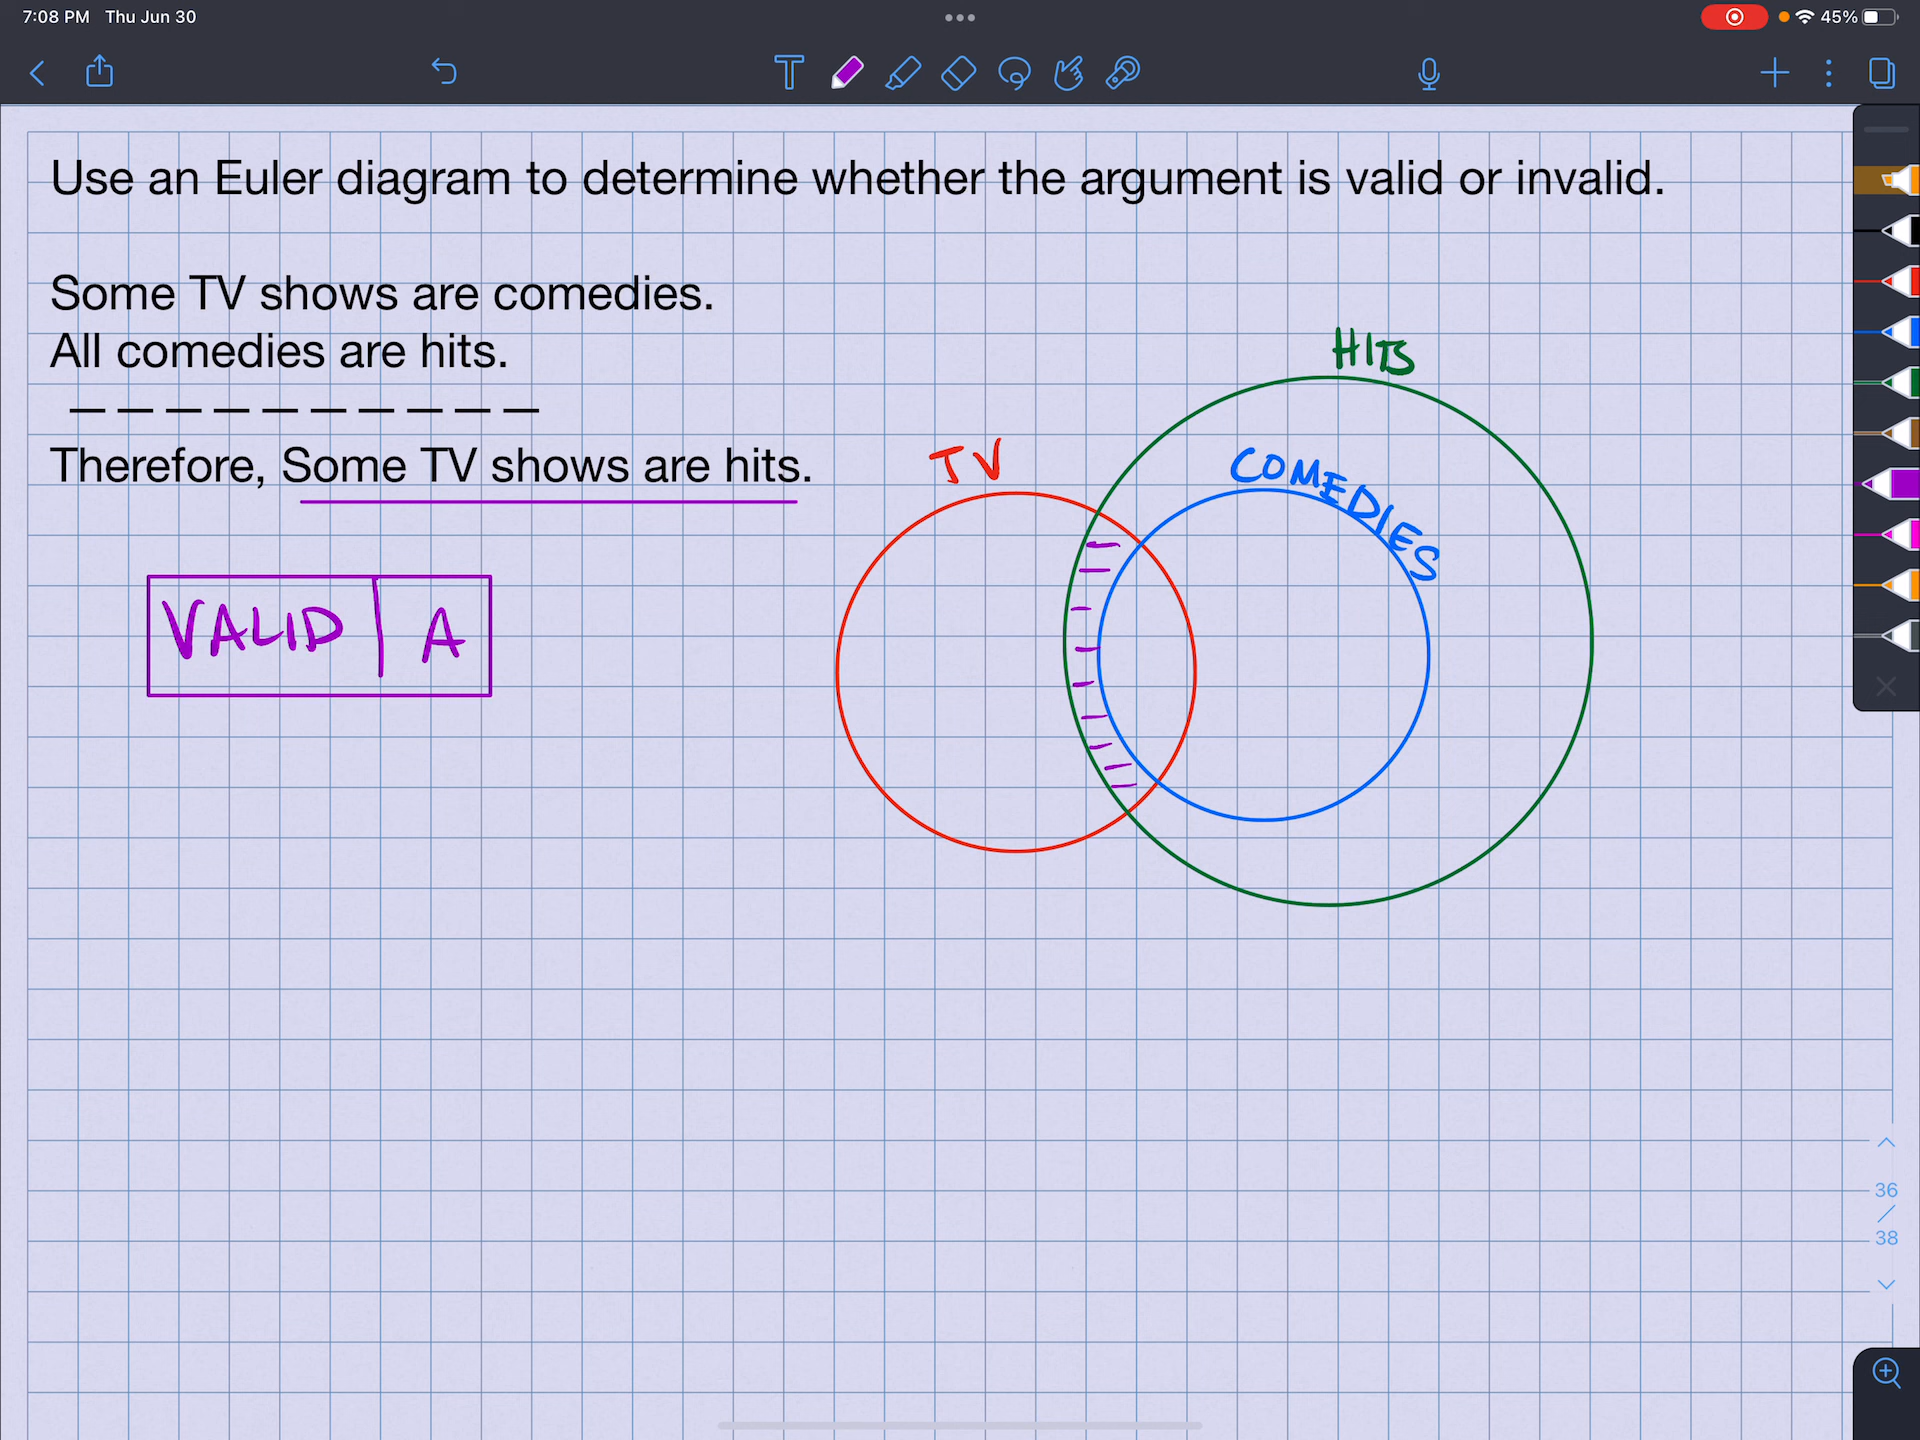 7:08 PM Thu Jun 30
45%
Use an Euler diagram to determine whether the argument is valid or invalid.
Some TV shows are comedies.
All comedies are hits.
— — — — — — — — — —
Therefore, Some TV shows are hits.
HITS
TV
COMEDIES
VALID | A
36
/
38